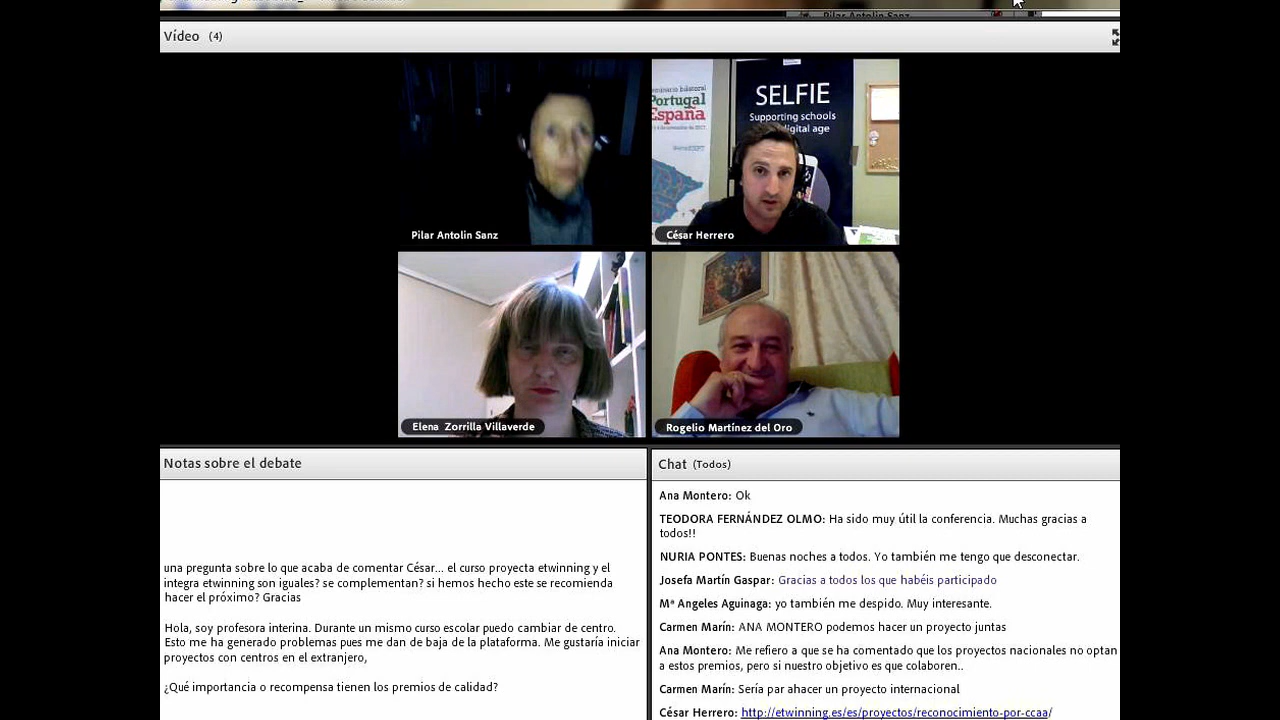 Pilar Antolin Sanz
Vídeo (4)
SELFIE
Supporting schools
digital age
Portugal
España
Pilar Antolin Sanz
César Herrero
Elena Zorrilla Villaverde
Rogelio Martínez del Oro
Notas sobre el debate
una pregunta sobre lo que acaba de comentar César... el curso proyecta etwinning y el
integra etwinning son iguales? se complementan? si hemos hecho este se recomienda
hacer el próximo? Gracias
Hola, soy profesora interina. Durante un mismo curso escolar puedo cambiar de centro.
Esto me ha generado problemas pues me dan de baja de la plataforma. Me gustaría iniciar
proyectos con centros en el extranjero,
¿Qué importancia o recompensa tienen los premios de calidad?
Chat (Todos)
Ana Montero: Ok
TEODORA FERNÁNDEZ OLMO: Ha sido muy útil la conferencia. Muchas gracias a
todos!!
NURIA PONTES: Buenas noches a todos. Yo también me tengo que desconectar.
Josefa Martín Gaspar: Gracias a todos los que habéis participado
Mª Angeles Aguinaga: yo también me despido. Muy interesante.
Carmen Marín: ANA MONTERO podemos hacer un proyecto juntas
Ana Montero: Me refiero a que se ha comentado que los proyectos nacionales no optan
a estos premios, pero si nuestro objetivo es que colaboren..
Carmen Marín: Sería par ahacer un proyecto internacional
César Herrero: http://etwinning.es/es/proyectos/reconocimiento-por-ccaa/